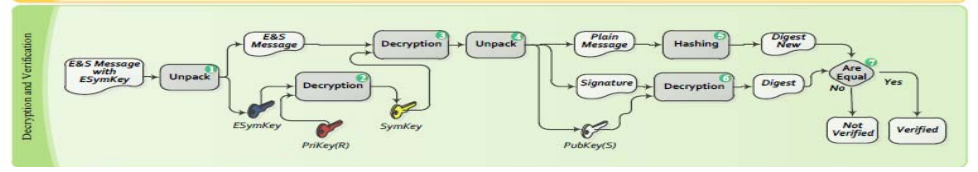 Decryption and Verification
E&S Message
with
ESymKey
Unpack
1
E&S
Message
ESymKey
Decryption
2
PriKey(R)
SymKey
Decryption
3
Unpack
4
Plain
Message
Hashing
5
Digest
New
Signature
Decryption
6
Digest
PubKey(S)
Are
Equal
7
No
Yes
Not
Verified
Verified